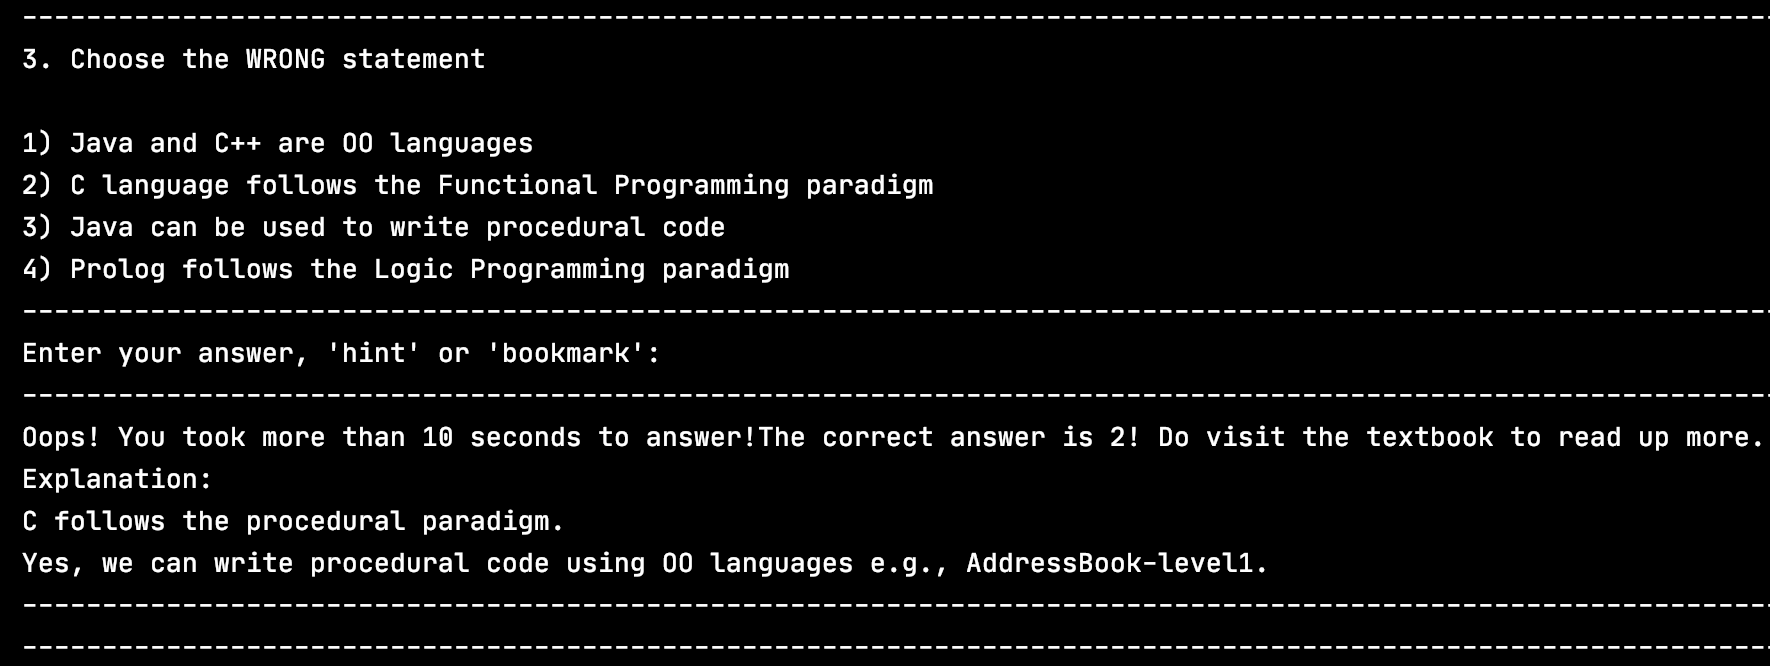 3. Choose the WRONG statement
1) Java and C++ are OO languages
2) C language follows the Functional Programming paradigm
3) Java can be used to write procedural code
4) Prolog follows the Logic Programming paradigm
Enter your answer, 'hint' or 'bookmark':
Oops! You took more than 10 seconds to answer!The correct answer is 2! Do visit the textbook to read up more.
Explanation:
C follows the procedural paradigm.
Yes, we can write procedural code using OO languages e.g., AddressBook-level1.